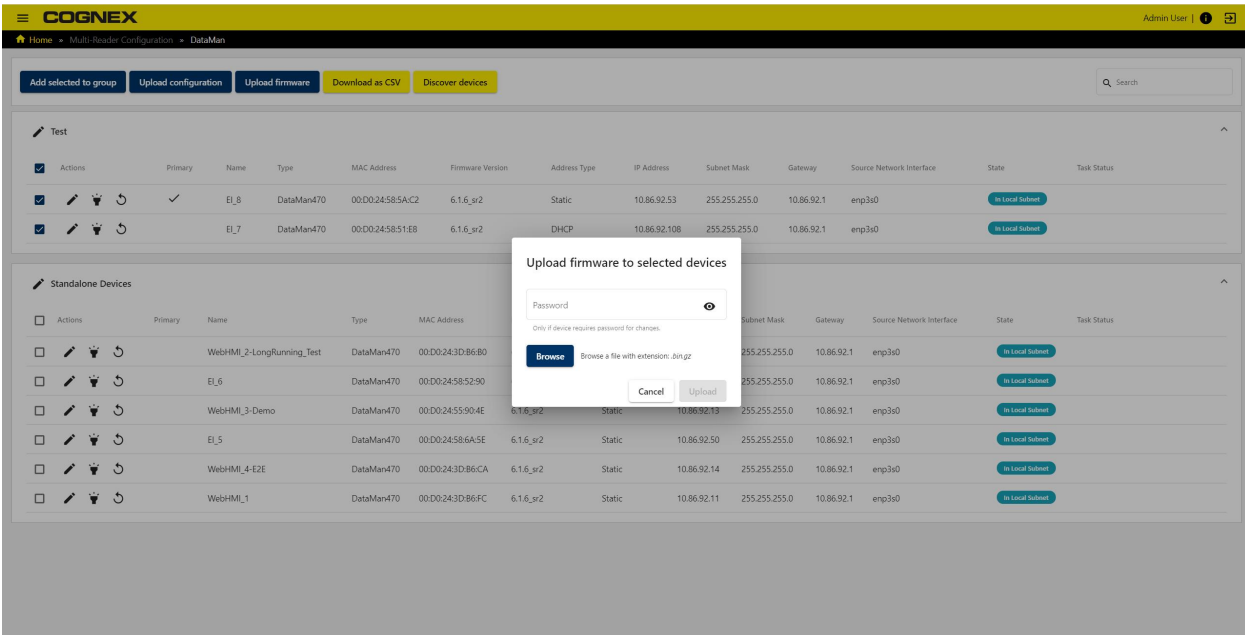 COGNEX
Admin User |
Home » Multi-Reader Configuration » DataMan
Add selected to group Upload configuration Upload firmware Download as CSV Discover devices Search
Test
Actions Primary Name Type MAC Address Firmware Version Address Type IP Address Subnet Mask Gateway Source Network Interface State Task Status
EI_8 DataMan470 00:D0:24:58:5A:C2 6.1.6_sr2 Static 10.86.92.53 255.255.255.0 10.86.92.1 enp3s0 In Local Subnet
EI_7 DataMan470 00:D0:24:58:51:E8 6.1.6_sr2 DHCP 10.86.92.108 255.255.255.0 10.86.92.1 enp3s0 In Local Subnet
Upload firmware to selected devices
Password
Only if device requires password for changes.
Browse Browse a file with extension: .bin.gz
Cancel Upload
Standalone Devices
Actions Primary Name Type MAC Address Subnet Mask Gateway Source Network Interface State Task Status
WebHMI_2-LongRunning_Test DataMan470 00:D0:24:3D:B6:B0 255.255.255.0 10.86.92.1 enp3s0 In Local Subnet
EI_6 DataMan470 00:D0:24:58:52:90 255.255.255.0 10.86.92.1 enp3s0 In Local Subnet
WebHMI_3-Demo DataMan470 00:D0:24:55:90:4E 6.1.6_sr2 Static 10.86.92.13 255.255.255.0 10.86.92.1 enp3s0 In Local Subnet
EI_5 DataMan470 00:D0:24:58:6A:5E 6.1.6_sr2 Static 10.86.92.50 255.255.255.0 10.86.92.1 enp3s0 In Local Subnet
WebHMI_4-E2E DataMan470 00:D0:24:3D:B6:CA 6.1.6_sr2 Static 10.86.92.14 255.255.255.0 10.86.92.1 enp3s0 In Local Subnet
WebHMI_1 DataMan470 00:D0:24:3D:B6:FC 6.1.6_sr2 Static 10.86.92.11 255.255.255.0 10.86.92.1 enp3s0 In Local Subnet